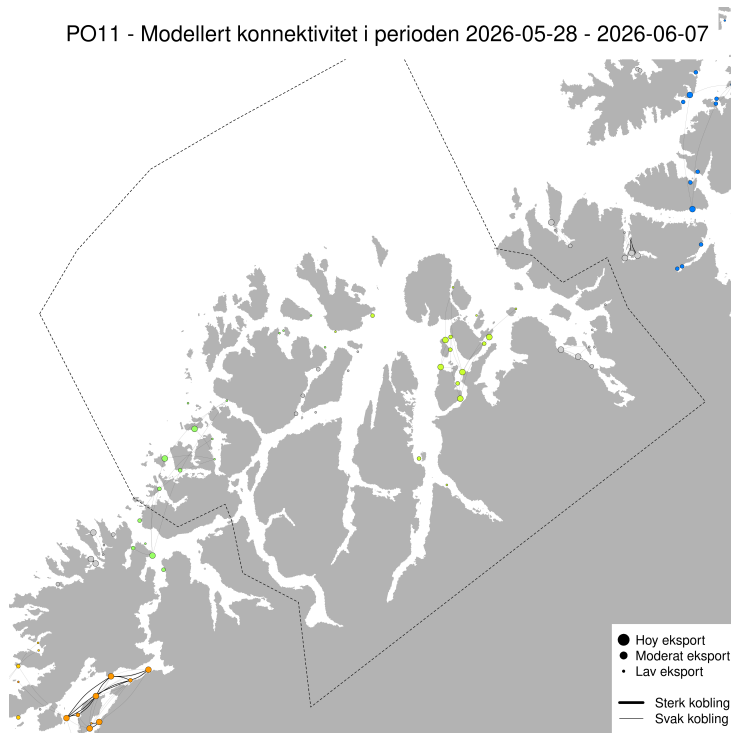 PO11 - Modellert konnektivitet i perioden 2026-05-28 - 2026-06-07
Hoy eksport
Moderat eksport
Lav eksport
Sterk kobling
Svak kobling